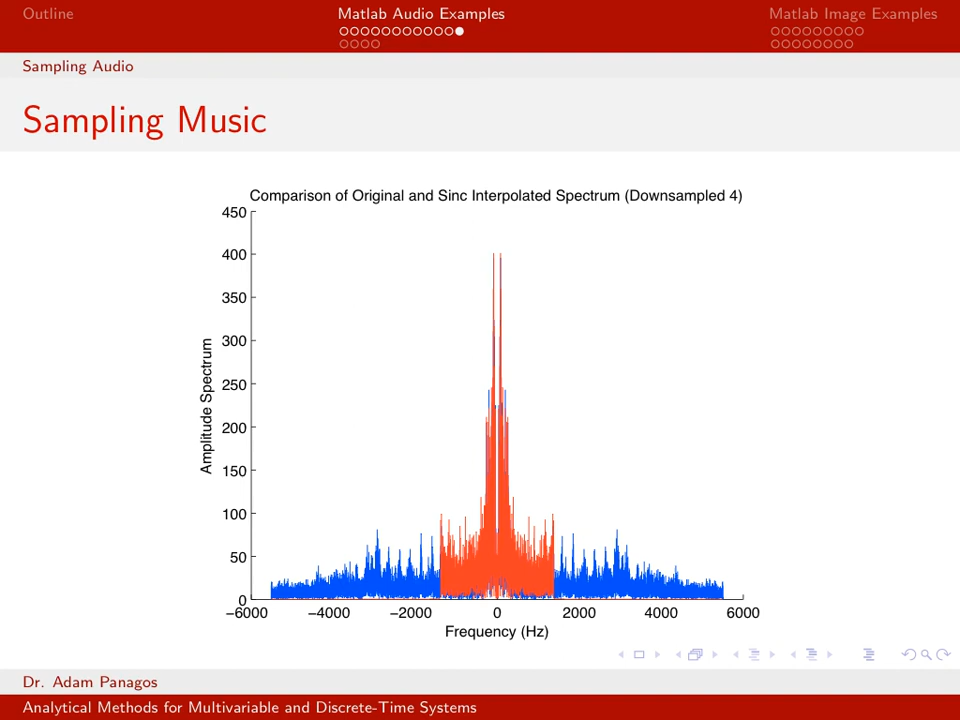 Outline
Matlab Audio Examples
Matlab Image Examples
Sampling Audio
Sampling Music
Comparison of Original and Sinc Interpolated Spectrum (Downsampled 4)
450
400
350
300
250
200
150
100
50
0
Amplitude Spectrum
−6000 −4000 −2000 0 2000 4000 6000
Frequency (Hz)
Dr. Adam Panagos
Analytical Methods for Multivariable and Discrete-Time Systems